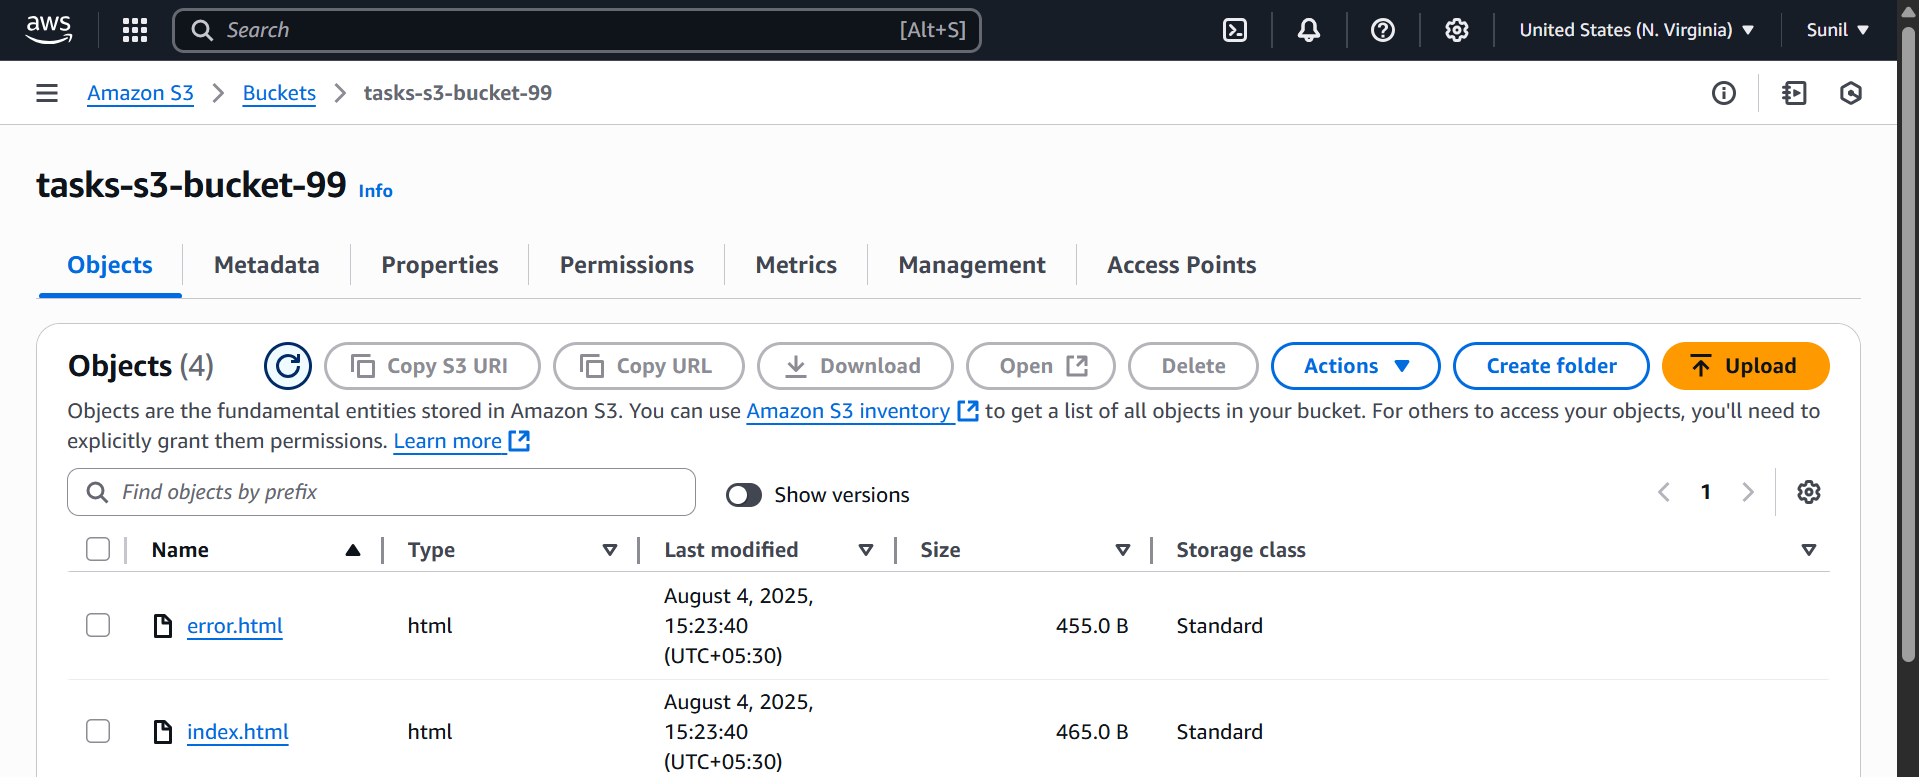 aws
Search [Alt+S]
United States (N. Virginia)
Sunil
Amazon S3
Buckets
tasks-s3-bucket-99
tasks-s3-bucket-99 Info
Objects
Metadata
Properties
Permissions
Metrics
Management
Access Points
Objects (4)
Copy S3 URI
Copy URL
Download
Open
Delete
Actions
Create folder
Upload
Objects are the fundamental entities stored in Amazon S3. You can use Amazon S3 inventory to get a list of all objects in your bucket. For others to access your objects, you'll need to
explicitly grant them permissions. Learn more
Find objects by prefix
Show versions
1
Name
Type
Last modified
Size
Storage class
error.html
html
August 4, 2025,
15:23:40
(UTC+05:30)
455.0 B
Standard
index.html
html
August 4, 2025,
15:23:40
(UTC+05:30)
465.0 B
Standard